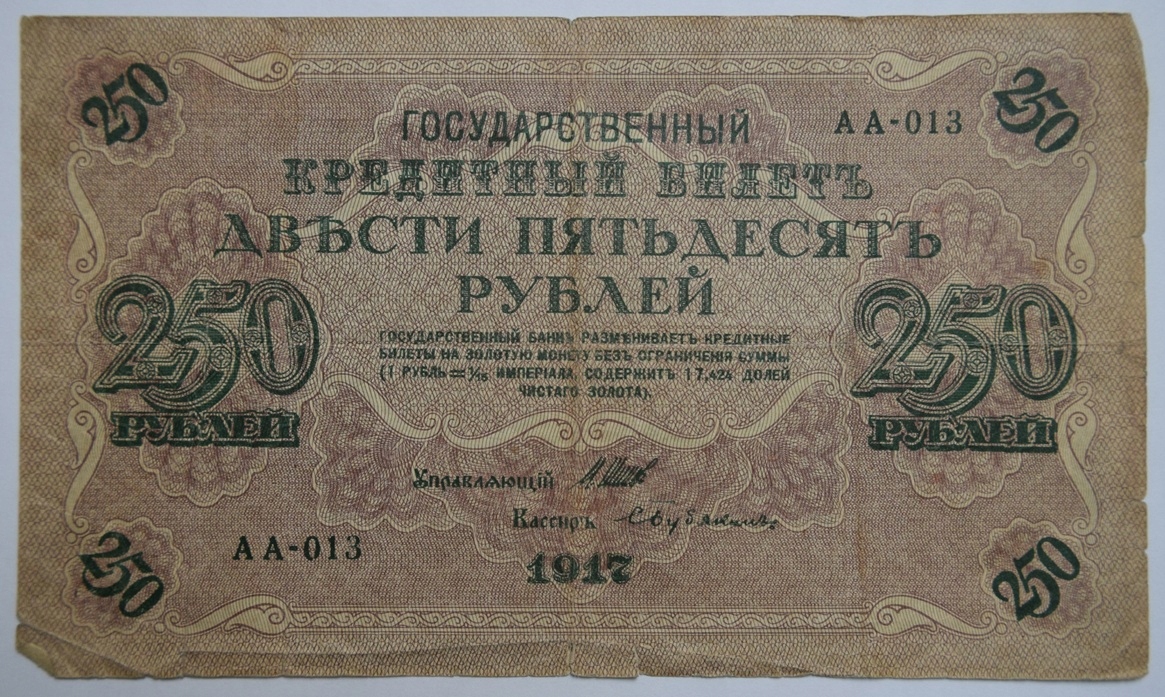 250
250
ГОСУДАРСТВЕННЫЙ
АА-013
КРЕДИТНЫЙ БИЛЕТЪ
ДВѢСТИ ПЯТЬДЕСЯТЪ
РУБЛЕЙ
250
РУБЛЕЙ
ГОСУДАРСТВЕННЫЙ БАНКЪ РАЗМѢНИВАЕТЪ КРЕДИТНЫЕ
БИЛЕТЫ НА ЗОЛОТУЮ МОНЕТУ БЕЗЪ ОГРАНИЧЕНІЯ СУММЫ
(1 РУБЛЬ = 1/15 ИМПЕРІАЛА, СОДЕРЖИТЪ 17,424 ДОЛЕЙ
ЧИСТАГО ЗОЛОТА).
250
РУБЛЕЙ
Управляющій И. Шиповъ
Кассиръ
АА-013
1917
250
250